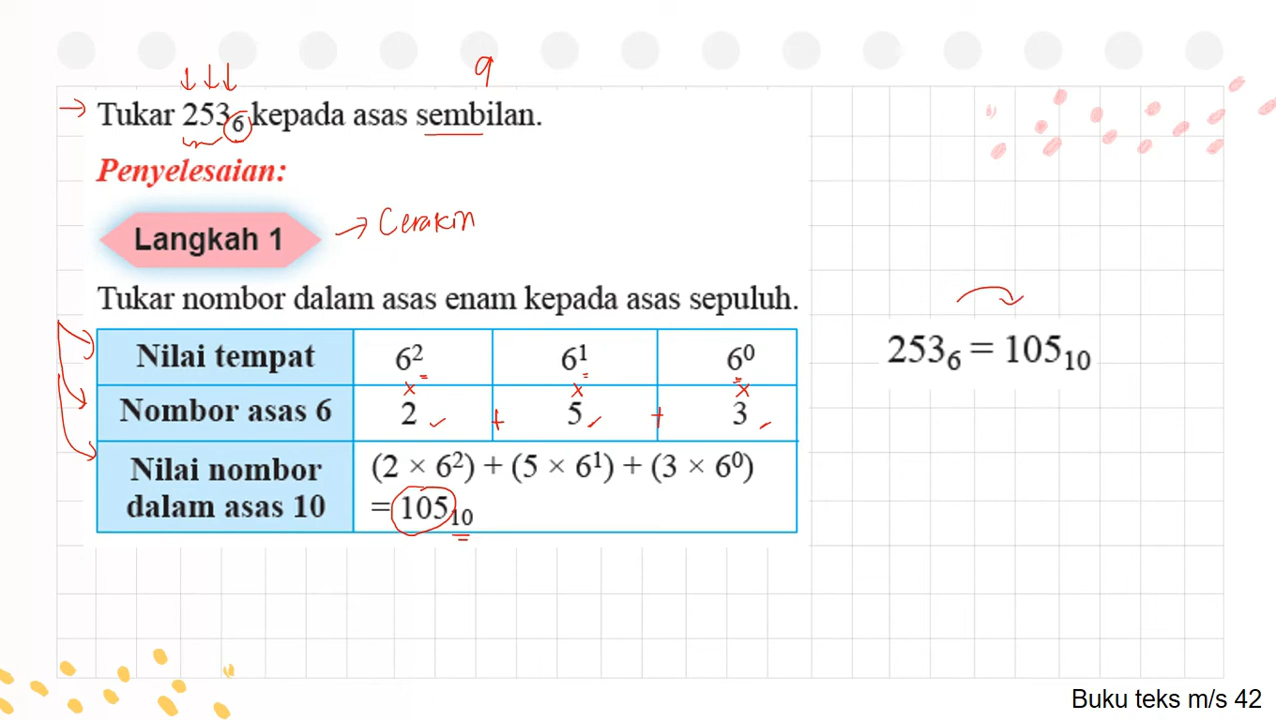 9
Tukar 253₆ kepada asas sembilan.
Penyelesaian:
Langkah 1 → Cerakin
Tukar nombor dalam asas enam kepada asas sepuluh.
Nilai tempat 6² 6¹ 6⁰
× × ×
Nombor asas 6 2 + 5 + 3
Nilai nombor dalam asas 10 (2 × 6²) + (5 × 6¹) + (3 × 6⁰)
= 105₁₀
253₆ = 105₁₀
Buku teks m/s 42